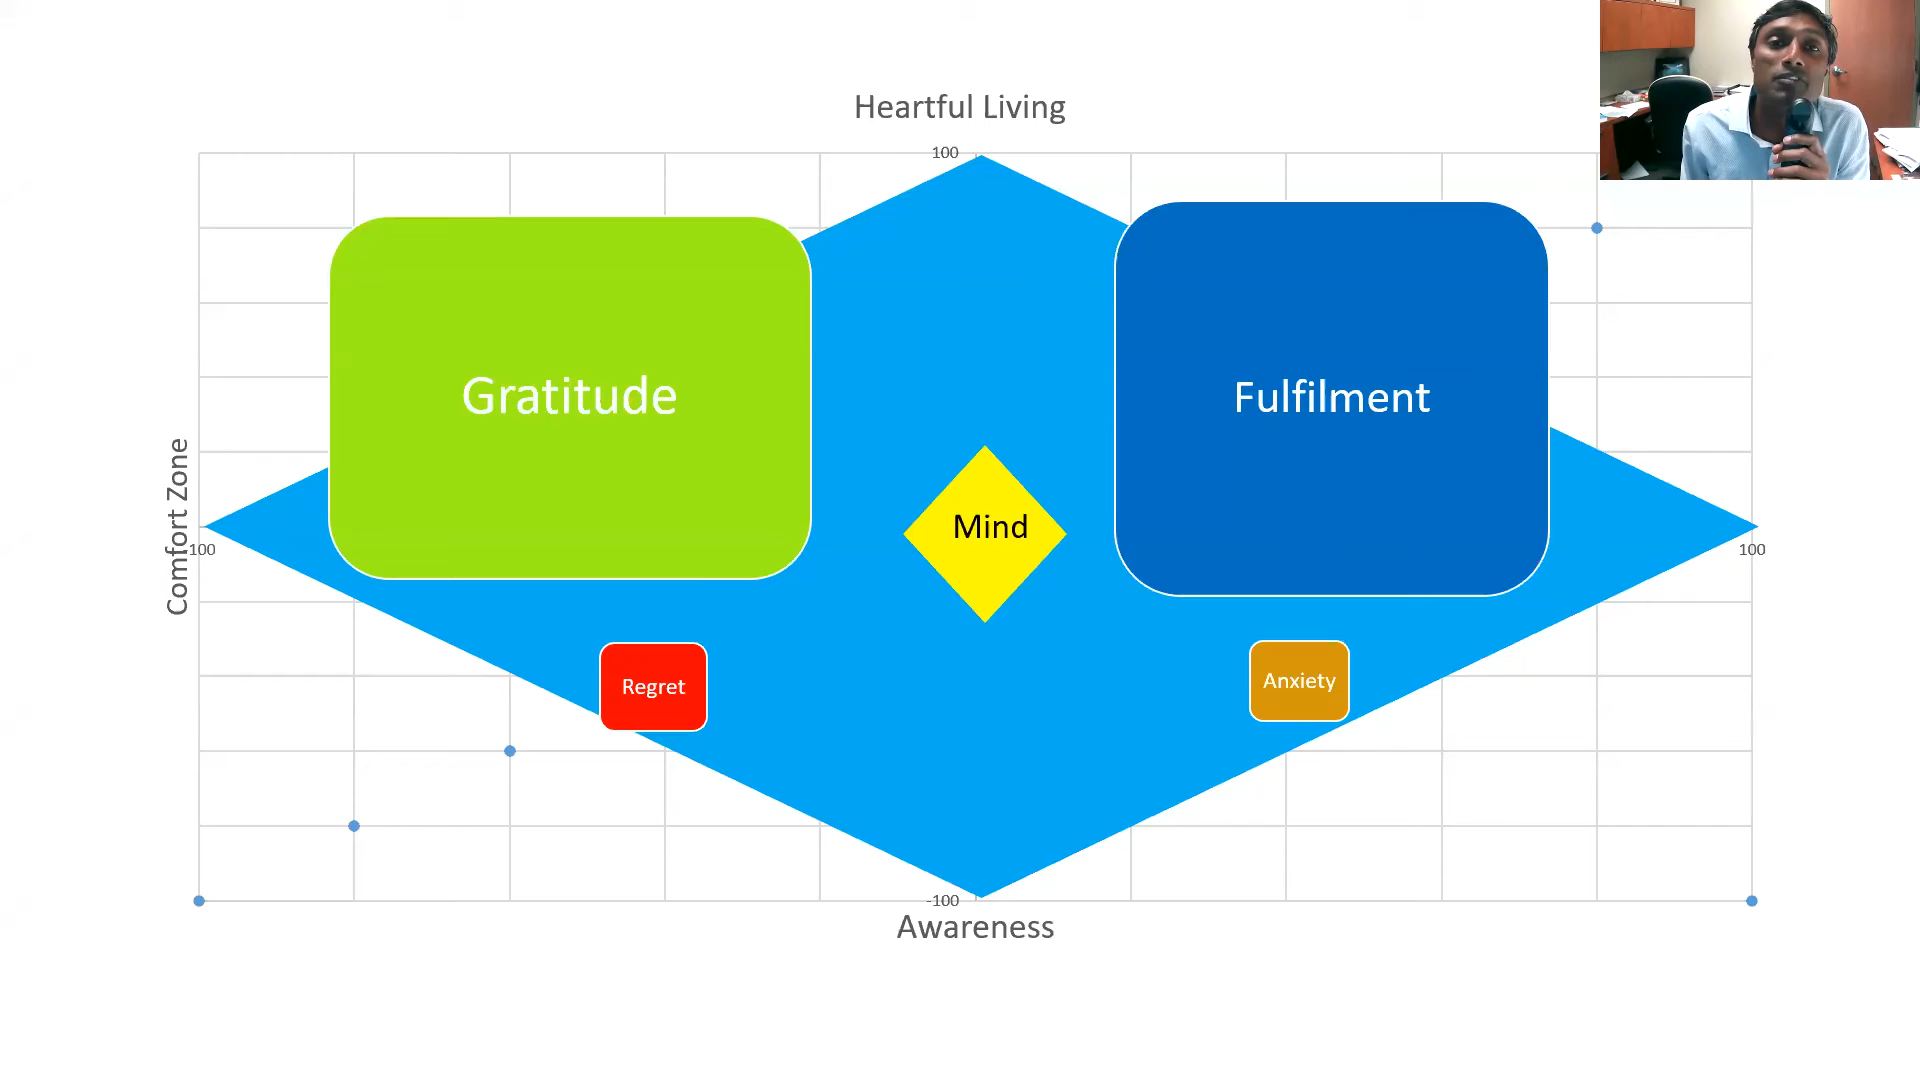 Heartful Living
100
Gratitude
Fulfilment
Comfort Zone
Mind
-100
100
Regret
Anxiety
-100
Awareness